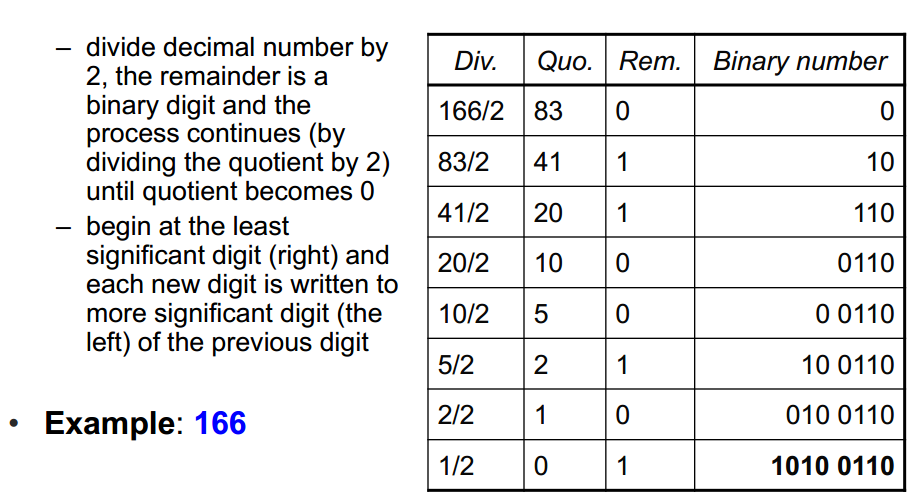 – divide decimal number by
2, the remainder is a
binary digit and the
process continues (by
dividing the quotient by 2)
until quotient becomes 0
– begin at the least
significant digit (right) and
each new digit is written to
more significant digit (the
left) of the previous digit
• Example: 166
Div. Quo. Rem. Binary number
166/2 83 0 0
83/2 41 1 10
41/2 20 1 110
20/2 10 0 0110
10/2 5 0 0 0110
5/2 2 1 10 0110
2/2 1 0 010 0110
1/2 0 1 1010 0110